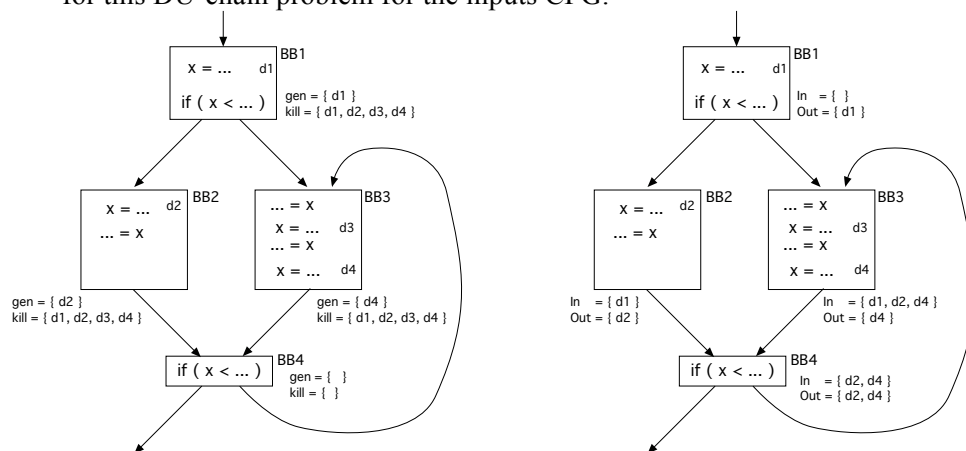 for this DU-chain problem for the inputs CFG.
BB1
x = ... d1
if ( x < ... )
gen = { d1 }
kill = { d1, d2, d3, d4 }
BB2
x = ... d2
... = x
gen = { d2 }
kill = { d1, d2, d3, d4 }
BB3
... = x
x = ... d3
... = x
x = ... d4
gen = { d4 }
kill = { d1, d2, d3, d4 }
BB4
if ( x < ... )
gen = { }
kill = { }
BB1
x = ... d1
if ( x < ... )
In = { }
Out = { d1 }
BB2
x = ... d2
... = x
In = { d1 }
Out = { d2 }
BB3
... = x
x = ... d3
... = x
x = ... d4
In = { d1, d2, d4 }
Out = { d4 }
BB4
if ( x < ... )
In = { d2, d4 }
Out = { d2, d4 }